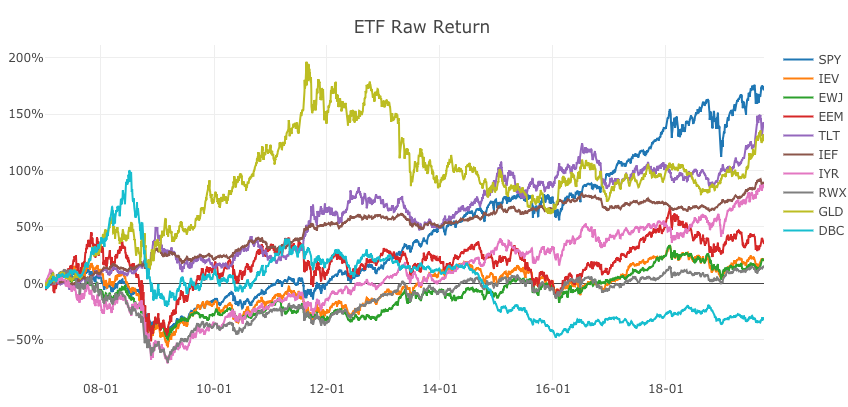 ETF Raw Return
200%
150%
100%
50%
0%
−50%
08-01
10-01
12-01
14-01
16-01
18-01
SPY
IEV
EWJ
EEM
TLT
IEF
IYR
RWX
GLD
DBC